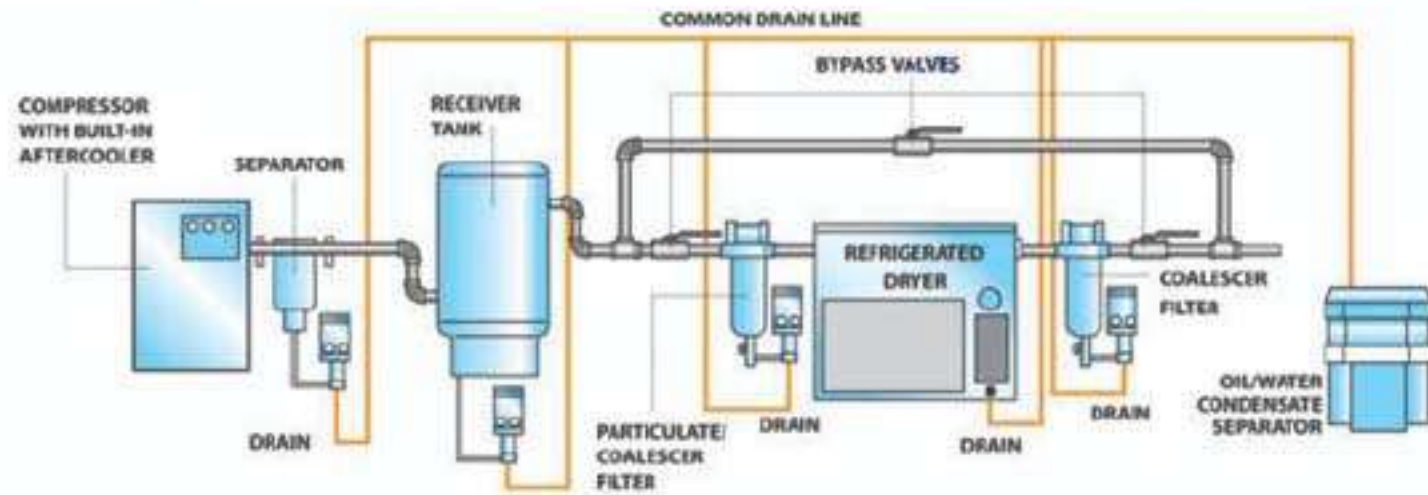 COMMON DRAIN LINE
BYPASS VALVES
COMPRESSOR
WITH BUILT-IN
AFTERCOOLER
SEPARATOR
RECEIVER
TANK
REFRIGERATED
DRYER
COALESCER
FILTER
OIL/WATER
CONDENSATE
SEPARATOR
DRAIN
PARTICULATE/
COALESCER
FILTER
DRAIN
DRAIN
DRAIN